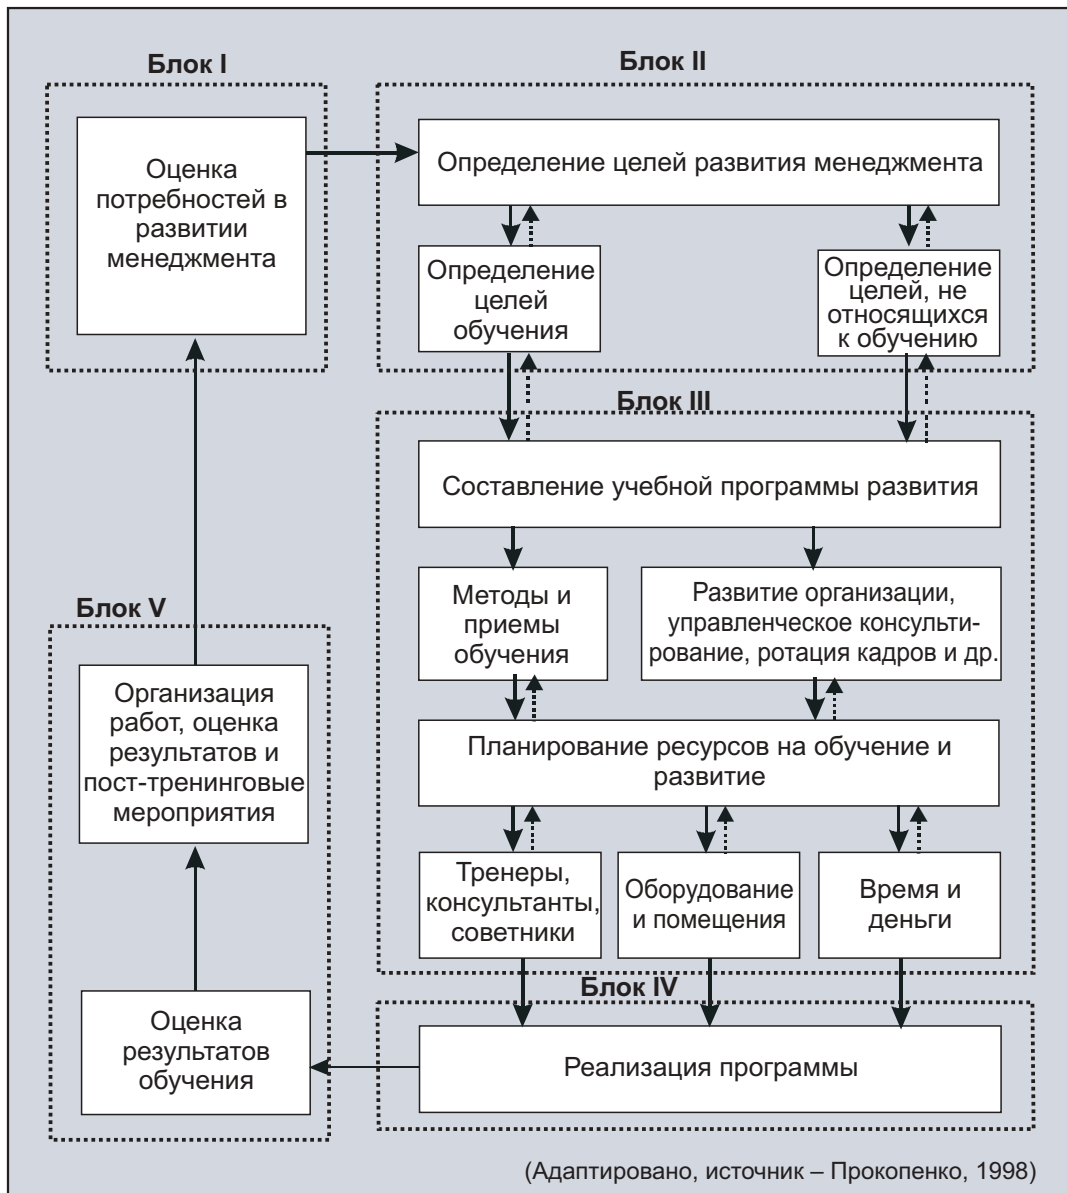 Блок I
Оценка
потребностей в
развитии
менеджмента
Блок II
Определение целей развития менеджмента
Определение
целей
обучения
Определение
целей, не
относящихся
к обучению
Блок III
Составление учебной программы развития
Методы и
приемы
обучения
Развитие организации,
управленческое консульти-
рование, ротация кадров и др.
Планирование ресурсов на обучение и
развитие
Тренеры,
консультанты,
советники
Оборудование
и помещения
Время и
деньги
Блок IV
Реализация программы
Блок V
Организация
работ, оценка
результатов и
пост-тренинговые
мероприятия
Оценка
результатов
обучения
(Адаптировано, источник – Прокопенко, 1998)